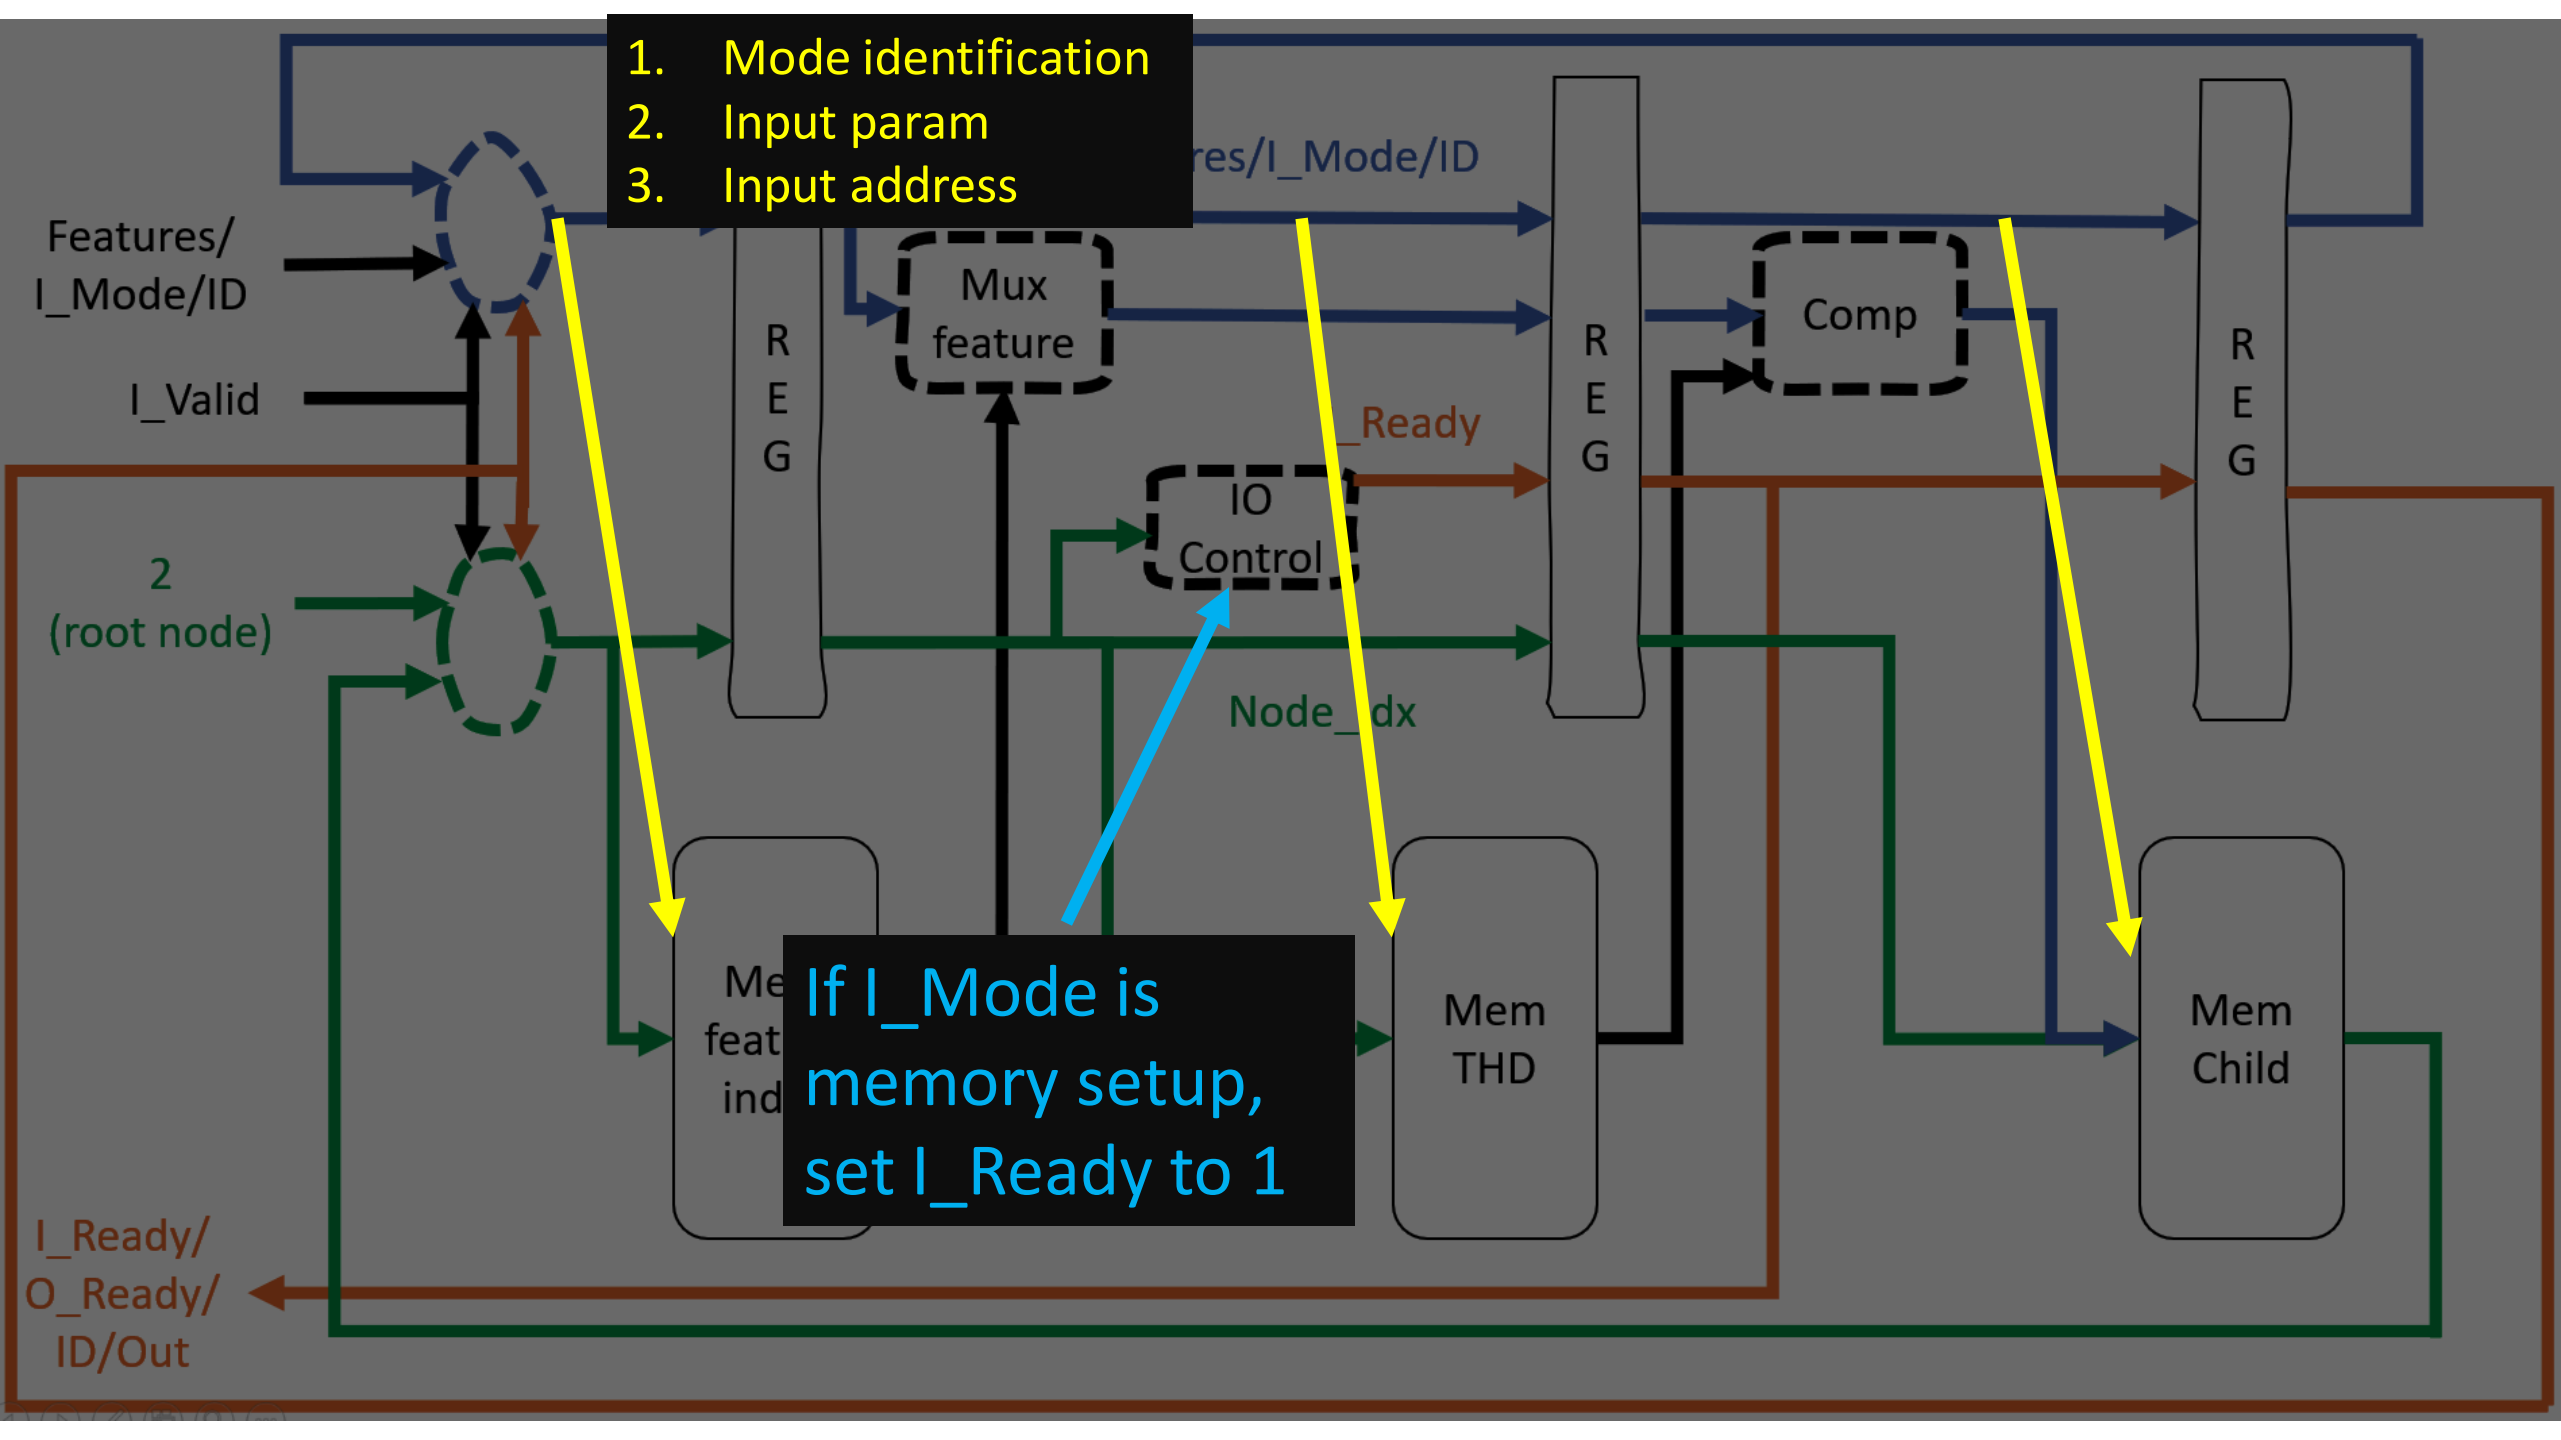 1. Mode identification
2. Input param
3. Input address
res/I_Mode/ID
Features/
I_Mode/ID
Mux
feature
Comp
R
E
G
R
E
G
R
E
G
I_Valid
_Ready
IO
Control
2
(root node)
Node_ dx
Me
feat
ind
If I_Mode is
memory setup,
set I_Ready to 1
Mem
THD
Mem
Child
I_Ready/
O_Ready/
ID/Out